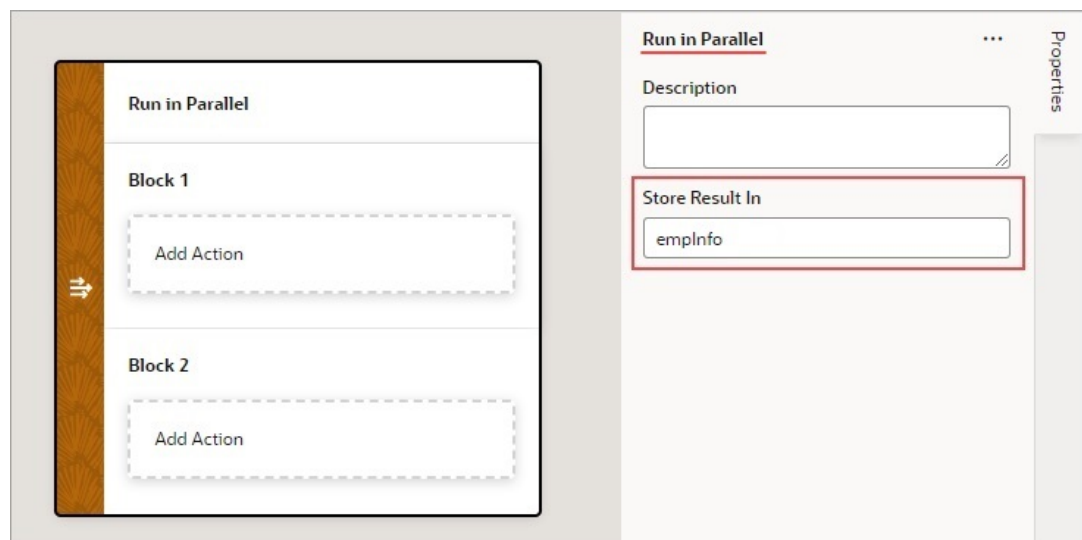 Run in Parallel
Block 1
Add Action
Block 2
Add Action
Run in Parallel
...
Description
Store Result In
empInfo
Properties